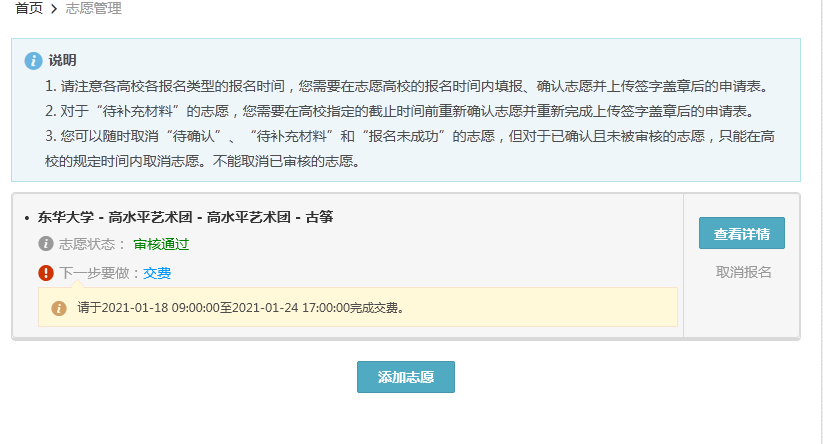 首页 > 志愿管理
说明
1. 请注意各高校各报名类型的报名时间，您需要在志愿高校的报名时间内填报、确认志愿并上传签字盖章后的申请表。
2. 对于“待补充材料”的志愿，您需要在高校指定的截止时间前重新确认志愿并重新完成上传签字盖章后的申请表。
3. 您可以随时取消“待确认”、“待补充材料”和“报名未成功”的志愿，但对于已确认且未被审核的志愿，只能在高
校的规定时间内取消志愿。不能取消已审核的志愿。
• 东华大学 - 高水平艺术团 - 高水平艺术团 - 古筝
志愿状态： 审核通过
下一步要做：交费
请于2021-01-18 09:00:00至2021-01-24 17:00:00完成交费。
查看详情
取消报名
添加志愿